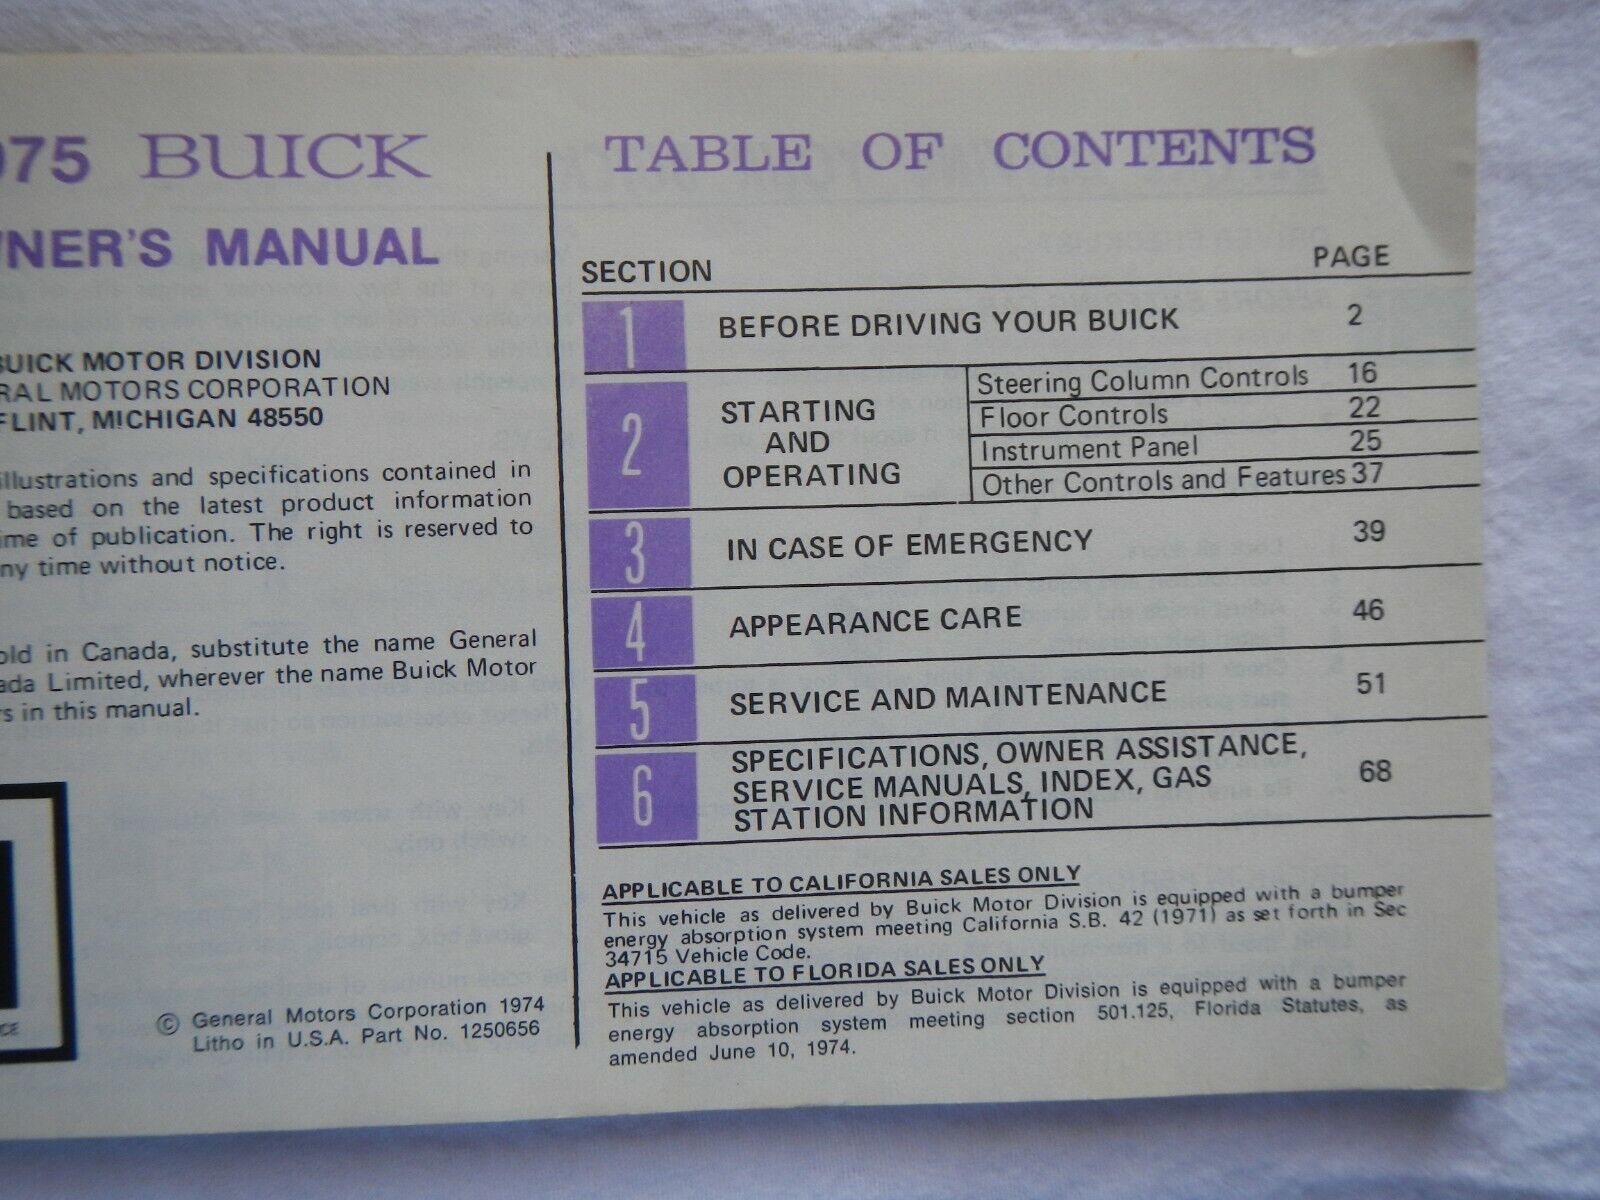 975 BUICK
OWNER'S MANUAL
BUICK MOTOR DIVISION
GENERAL MOTORS CORPORATION
FLINT, MICHIGAN 48550
illustrations and specifications contained in
based on the latest product information
time of publication. The right is reserved to
any time without notice.
sold in Canada, substitute the name General
Canada Limited, wherever the name Buick Motor
in this manual.
© General Motors Corporation 1974
Litho in U.S.A. Part No. 1250656
TABLE OF CONTENTS
SECTION PAGE
1 BEFORE DRIVING YOUR BUICK 2
2 STARTING AND OPERATING
Steering Column Controls 16
Floor Controls 22
Instrument Panel 25
Other Controls and Features 37
3 IN CASE OF EMERGENCY 39
4 APPEARANCE CARE 46
5 SERVICE AND MAINTENANCE 51
6 SPECIFICATIONS, OWNER ASSISTANCE,
SERVICE MANUALS, INDEX, GAS 68
STATION INFORMATION
APPLICABLE TO CALIFORNIA SALES ONLY
This vehicle as delivered by Buick Motor Division is equipped with a bumper
energy absorption system meeting California S.B. 42 (1971) as set forth in Sec
34715 Vehicle Code.
APPLICABLE TO FLORIDA SALES ONLY
This vehicle as delivered by Buick Motor Division is equipped with a bumper
energy absorption system meeting section 501.125, Florida Statutes, as
amended June 10, 1974.